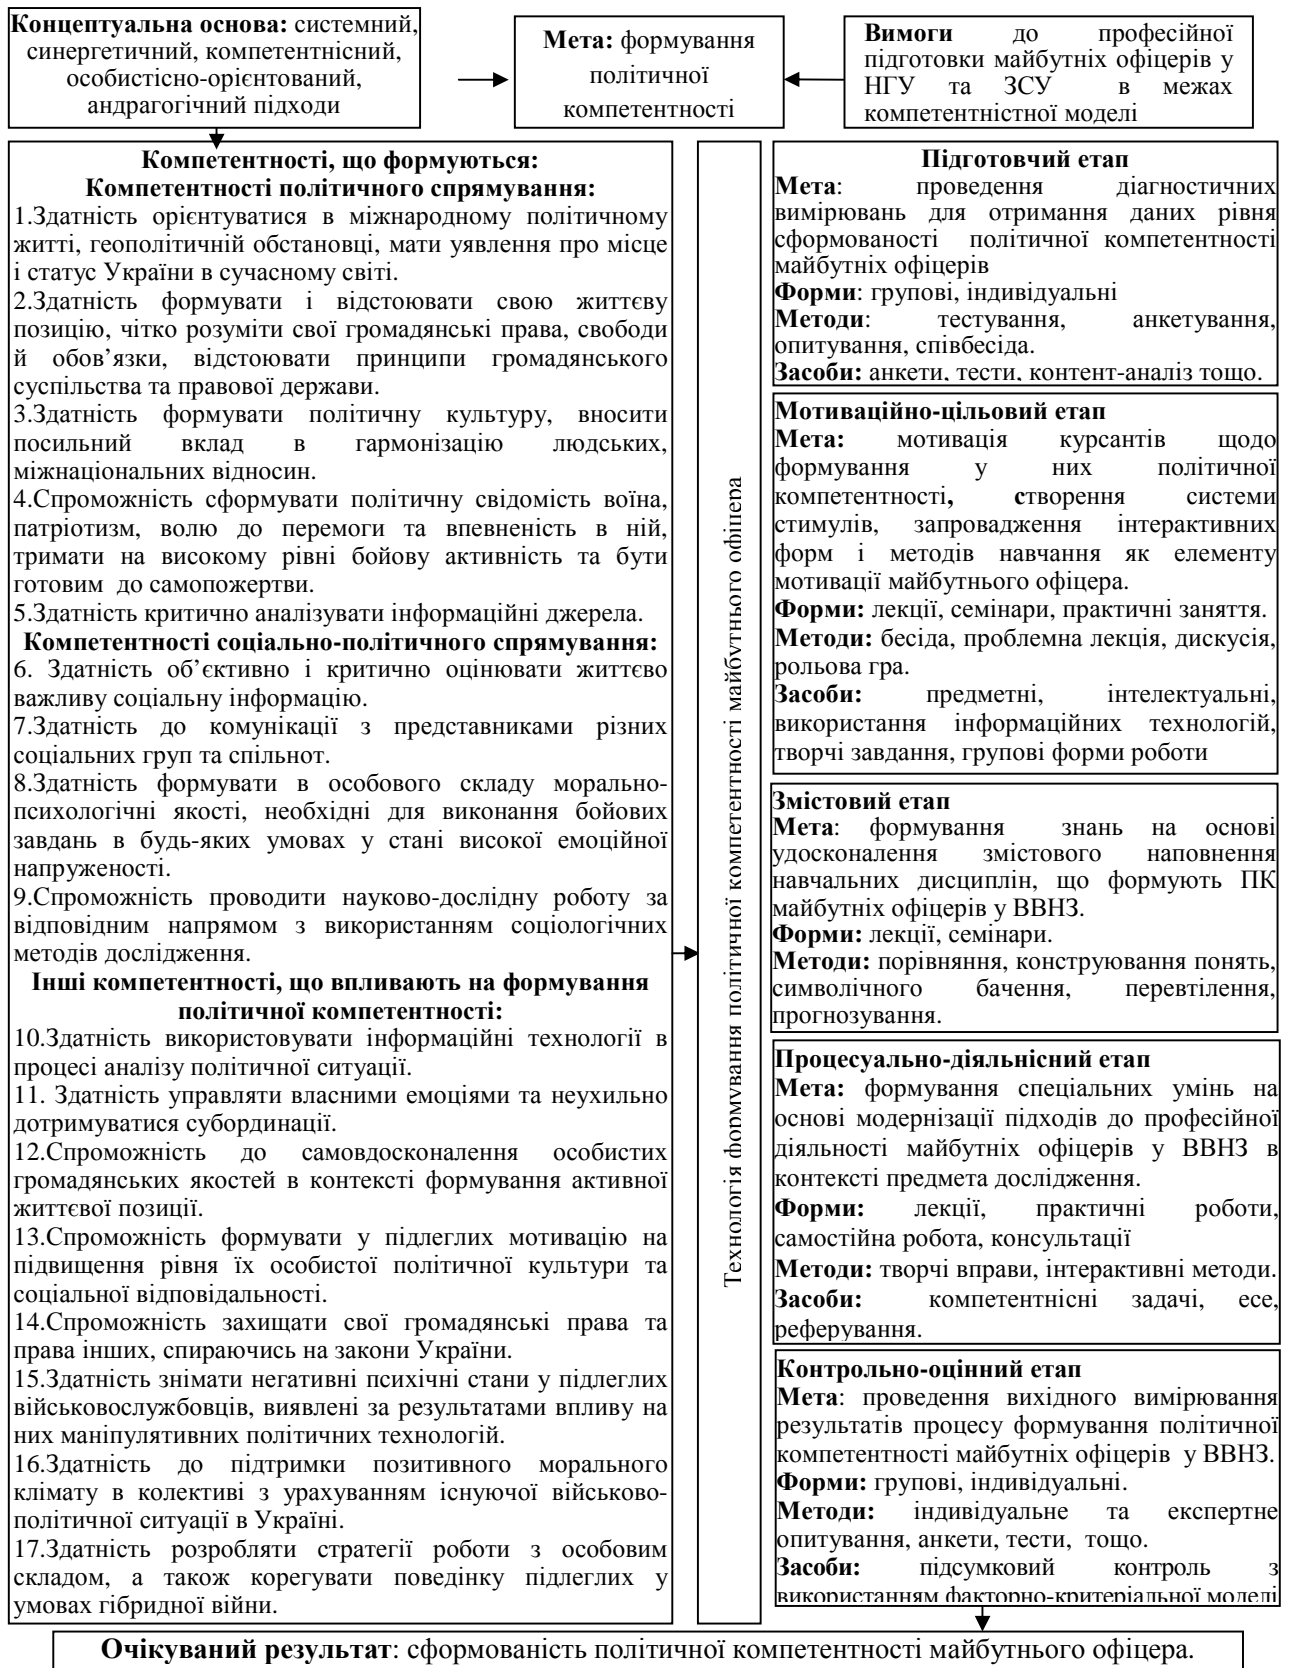 Концептуальна основа: системний,
синергетичний, компетентнісний,
особистісно-орієнтований,
андрагогічний підходи
Мета: формування
політичної
компетентності
Вимоги до професійної
підготовки майбутніх офіцерів у
НГУ та ЗСУ в межах
компетентністної моделі
Компетентності, що формуються:
Компетентності політичного спрямування:
1.Здатність орієнтуватися в міжнародному політичному
житті, геополітичній обстановці, мати уявлення про місце
і статус України в сучасному світі.
2.Здатність формувати і відстоювати свою життєву
позицію, чітко розуміти свої громадянські права, свободи
й обов’язки, відстоювати принципи громадянського
суспільства та правової держави.
3.Здатність формувати політичну культуру, вносити
посильний вклад в гармонізацію людських,
міжнаціональних відносин.
4.Спроможність сформувати політичну свідомість воїна,
патріотизм, волю до перемоги та впевненість в ній,
тримати на високому рівні бойову активність та бути
готовим до самопожертви.
5.Здатність критично аналізувати інформаційні джерела.
Компетентності соціально-політичного спрямування:
6. Здатність об’єктивно і критично оцінювати життєво
важливу соціальну інформацію.
7.Здатність до комунікації з представниками різних
соціальних груп та спільнот.
8.Здатність формувати в особового складу морально-
психологічні якості, необхідні для виконання бойових
завдань в будь-яких умовах у стані високої емоційної
напруженості.
9.Спроможність проводити науково-дослідну роботу за
відповідним напрямом з використанням соціологічних
методів дослідження.
Інші компетентності, що впливають на формування
політичної компетентності:
10.Здатність використовувати інформаційні технології в
процесі аналізу політичної ситуації.
11. Здатність управляти власними емоціями та неухильно
дотримуватися субординації.
12.Спроможність до самовдосконалення особистих
громадянських якостей в контексті формування активної
життєвої позиції.
13.Спроможність формувати у підлеглих мотивацію на
підвищення рівня їх особистої політичної культури та
соціальної відповідальності.
14.Спроможність захищати свої громадянські права та
права інших, спираючись на закони України.
15.Здатність знімати негативні психічні стани у підлеглих
військовослужбовців, виявлені за результатами впливу на
них маніпулятивних політичних технологій.
16.Здатність до підтримки позитивного морального
клімату в колективі з урахуванням існуючої військово-
політичної ситуації в Україні.
17.Здатність розробляти стратегії роботи з особовим
складом, а також корегувати поведінку підлеглих у
умовах гібридної війни.
Технологія формування політичної компетентності майбутнього офіцера
Підготовчий етап
Мета: проведення діагностичних
вимірювань для отримання даних рівня
сформованості політичної компетентності
майбутніх офіцерів
Форми: групові, індивідуальні
Методи: тестування, анкетування,
опитування, співбесіда.
Засоби: анкети, тести, контент-аналіз тощо.
Мотиваційно-цільовий етап
Мета: мотивація курсантів щодо
формування у них політичної
компетентності, створення системи
стимулів, запровадження інтерактивних
форм і методів навчання як елементу
мотивації майбутнього офіцера.
Форми: лекції, семінари, практичні заняття.
Методи: бесіда, проблемна лекція, дискусія,
рольова гра.
Засоби: предметні, інтелектуальні,
використання інформаційних технологій,
творчі завдання, групові форми роботи
Змістовий етап
Мета: формування знань на основі
удосконалення змістового наповнення
навчальних дисциплін, що формують ПК
майбутніх офіцерів у ВВНЗ.
Форми: лекції, семінари.
Методи: порівняння, конструювання понять,
символічного бачення, перевтілення,
прогнозування.
Процесуально-діяльнісний етап
Мета: формування спеціальних умінь на
основі модернізації підходів до професійної
діяльності майбутніх офіцерів у ВВНЗ в
контексті предмета дослідження.
Форми: лекції, практичні роботи,
самостійна робота, консультації
Методи: творчі вправи, інтерактивні методи.
Засоби: компетентнісні задачі, есе,
реферування.
Контрольно-оцінний етап
Мета: проведення вихідного вимірювання
результатів процесу формування політичної
компетентності майбутніх офіцерів у ВВНЗ.
Форми: групові, індивідуальні.
Методи: індивідуальне та експертне
опитування, анкети, тести, тощо.
Засоби: підсумковий контроль з
використанням факторно-критеріальної моделі
Очікуваний результат: сформованість політичної компетентності майбутнього офіцера.